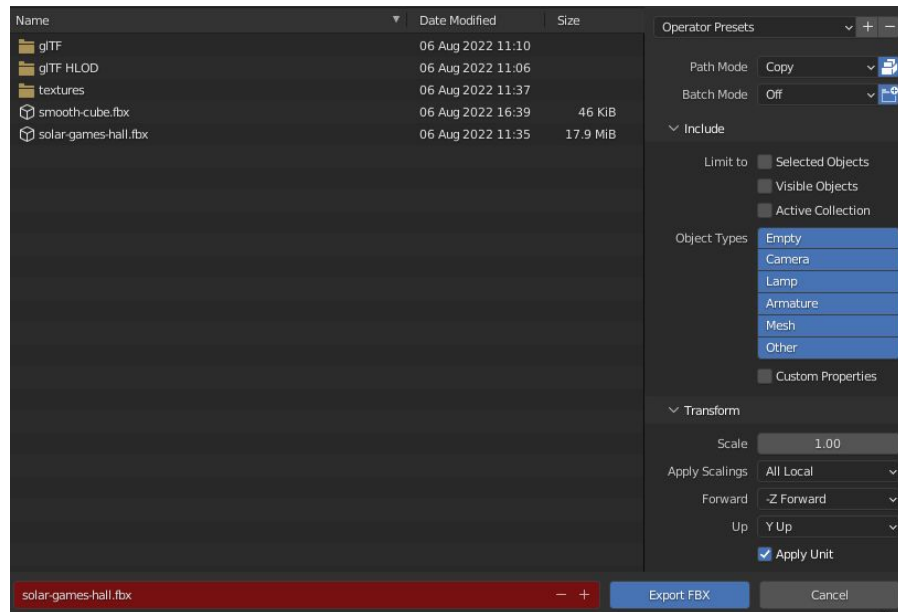 Name Date Modified Size
glTF 06 Aug 2022 11:10
glTF HLOD 06 Aug 2022 11:06
textures 06 Aug 2022 11:37
smooth-cube.fbx 06 Aug 2022 16:39 46 KiB
solar-games-hall.fbx 06 Aug 2022 11:35 17.9 MiB
Operator Presets
Path Mode Copy
Batch Mode Off
Include
Limit to Selected Objects
Visible Objects
Active Collection
Object Types Empty
Camera
Lamp
Armature
Mesh
Other
Custom Properties
Transform
Scale 1.00
Apply Scalings All Local
Forward -Z Forward
Up Y Up
Apply Unit
solar-games-hall.fbx Export FBX Cancel